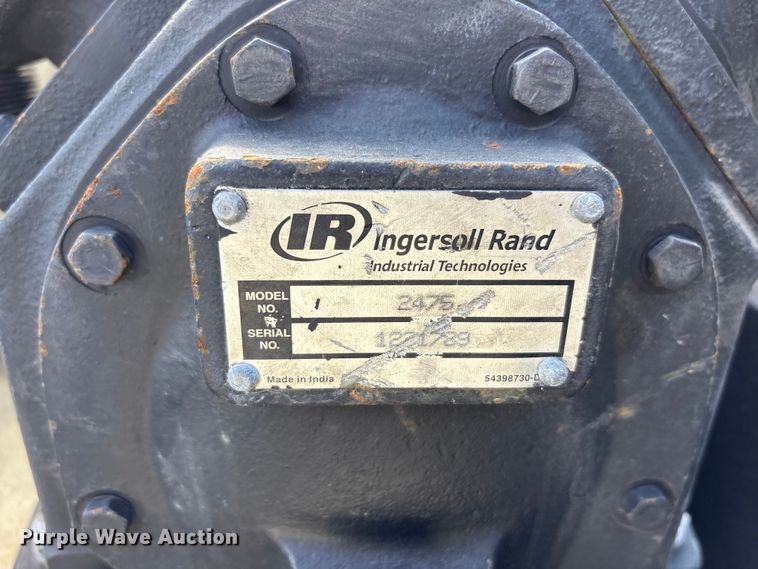 IR Ingersoll Rand
Industrial Technologies
MODEL NO. 2475
SERIAL NO.
Made in India 54398730-D
Purple Wave Auction